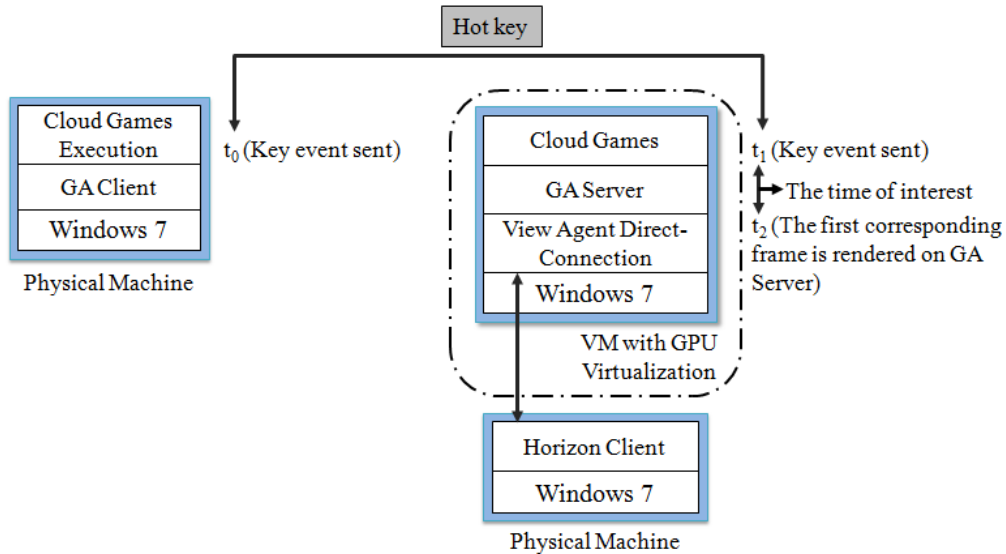 Hot key
Cloud Games
Execution
GA Client
Windows 7
Physical Machine
t₀ (Key event sent)
Cloud Games
GA Server
View Agent Direct-
Connection
Windows 7
VM with GPU
Virtualization
t₁ (Key event sent)
The time of interest
t₂ (The first corresponding
frame is rendered on GA
Server)
Horizon Client
Windows 7
Physical Machine